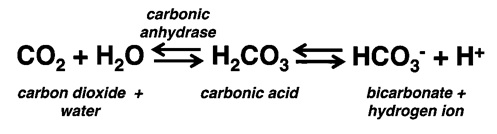 carbonic
anhydrase
CO₂ + H₂O ⇌ H₂CO₃ ⇌ HCO₃⁻ + H⁺
carbon dioxide + carbonic acid bicarbonate +
water hydrogen ion